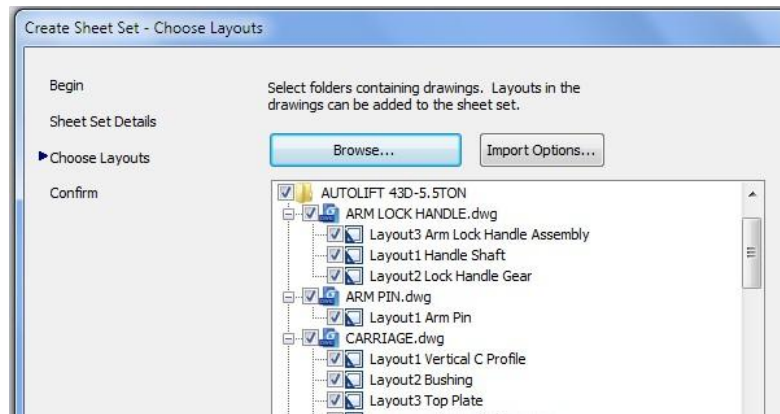 Create Sheet Set - Choose Layouts
Begin
Sheet Set Details
Choose Layouts
Confirm
Select folders containing drawings. Layouts in the
drawings can be added to the sheet set.
Browse...
Import Options...
AUTOLIFT 43D-5.5TON
ARM LOCK HANDLE.dwg
Layout3 Arm Lock Handle Assembly
Layout1 Handle Shaft
Layout2 Lock Handle Gear
ARM PIN.dwg
Layout1 Arm Pin
CARRIAGE.dwg
Layout1 Vertical C Profile
Layout2 Bushing
Layout3 Top Plate